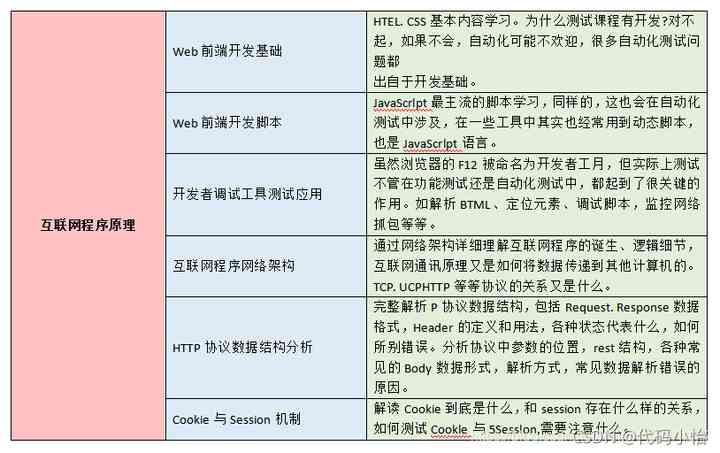 互联网程序原理
Web 前端开发基础
HTEL. CSS 基本内容学习。为什么测试课程有开发?对不
起，如果不会，自动化可能不欢迎，很多自动化测试问
题都
出自于开发基础。
Web 前端开发脚本
JavaScrlpt 最主流的脚本学习，同样的，这也会在自动化
测试中涉及，在一些工具中其实也经常用到动态脚本，
也是 JavaScrlpt 语言。
开发者调试工具测试应用
虽然浏览器的 F12 被命名为开发者工月，但实际上测试
不管在功能测试还是自动化测试中，都起到了很关键的
作用。如解析 BTML、定位元素、调试脚本，监控网络
抓包等等。
互联网程序网络架构
通过网络架构详细理解互联网程序的诞生、逻辑细节，
互联网通讯原理又是如何将数据传递到其他计算机的。
TCP. UCPHTTP 等等协议的关系又是什么。
HTTP 协议数据结构分析
完整解析 P 协议数据结构，包括 Request. Response 数据
格式，Header 的定义和用法，各种状态代表什么，如何
所别错误。分析协议中参数的位置，rest 结构，各种常
见的 Body 数据形式，解析方式，常见数据解析错误的
原因。
Cookie 与 Session 机制
解读 Cookie 到底是什么，和 session 存在什么样的关系，
如何测试 Cookie 与 5Sesslon,需要注意什么。
CSDN @代码小怡